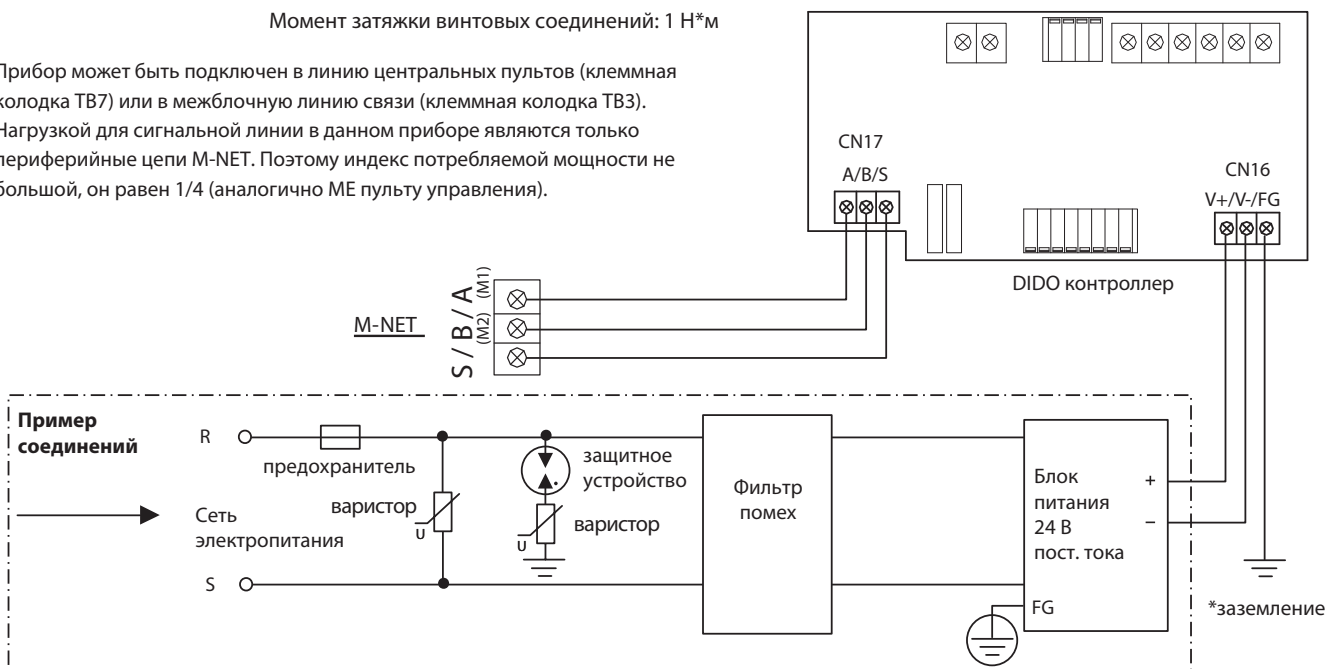 Момент затяжки винтовых соединений: 1 Н*м
Прибор может быть подключен в линию центральных пультов (клеммная
колодка TB7) или в межблочную линию связи (клеммная колодка TB3).
Нагрузкой для сигнальной линии в данном приборе являются только
периферийные цепи M-NET. Поэтому индекс потребляемой мощности не
большой, он равен 1/4 (аналогично ME пульту управления).
CN17
A/B/S
CN16
V+/V-/FG
DIDO контроллер
M-NET
S / B / A
(M2) (M1)
Пример
соединений
R
предохранитель
защитное
устройство
варистор
U
варистор
U
Сеть
электропитания
S
Фильтр
помех
Блок
питания
24 В
пост. тока
+
−
FG
*заземление